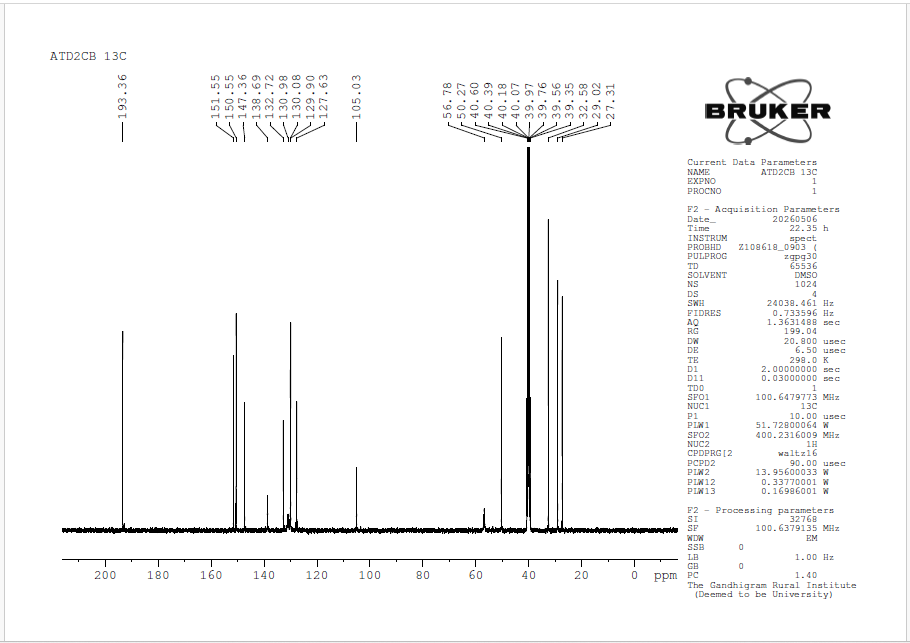 ATD2CB 13C
193.36
151.55
150.55
147.36
138.69
132.72
130.98
130.08
129.90
127.63
105.03
56.78
50.27
40.60
40.39
40.18
40.07
39.97
39.76
39.56
39.35
32.58
29.02
27.31
BRUKER
Current Data Parameters
NAME ATD2CB 13C
EXPNO 1
PROCNO 1
F2 - Acquisition Parameters
Date_ 20260506
Time 22.35 h
INSTRUM spect
PROBHD Z108618_0903 (
PULPROG zgpg30
TD 65536
SOLVENT DMSO
NS 1024
DS 4
SWH 24038.461 Hz
FIDRES 0.733596 Hz
AQ 1.3631488 sec
RG 199.04
DW 20.800 usec
DE 6.50 usec
TE 298.0 K
D1 2.00000000 sec
D11 0.03000000 sec
TD0 1
SFO1 100.6479773 MHz
NUC1 13C
P1 10.00 usec
PLW1 51.72800064 W
SFO2 400.2316009 MHz
NUC2 1H
CPDPRG[2 waltz16
PCPD2 90.00 usec
PLW2 13.95600033 W
PLW12 0.33770001 W
PLW13 0.16986001 W
F2 - Processing parameters
SI 32768
SF 100.6379135 MHz
WDW EM
SSB 0
LB 1.00 Hz
GB 0
PC 1.40
The Gandhigram Rural Institute
(Deemed to be University)
200 180 160 140 120 100 80 60 40 20 0 ppm